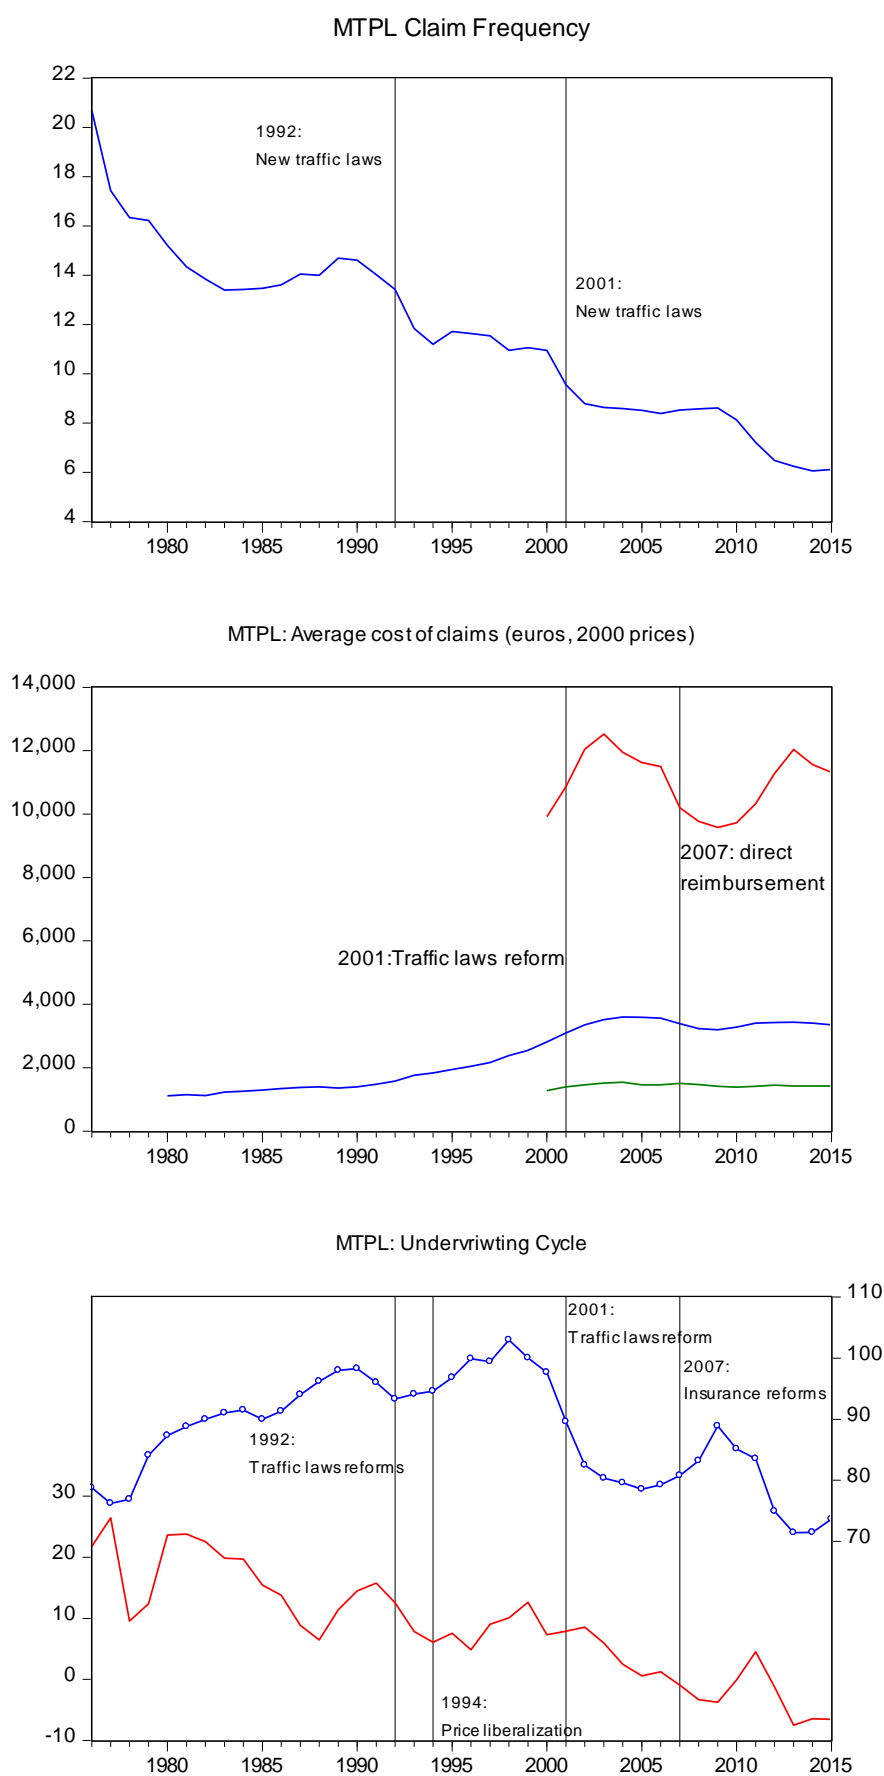 MTPL Claim Frequency
22
20
18
16
14
12
10
8
6
4
1992:
New traffic laws
2001:
New traffic laws
1980 1985 1990 1995 2000 2005 2010 2015
MTPL: Average cost of claims (euros, 2000 prices)
14,000
12,000
10,000
8,000
6,000
4,000
2,000
0
2007: direct
reimbursement
2001:Traffic laws reform
1980 1985 1990 1995 2000 2005 2010 2015
MTPL: Undervriwting Cycle
110
100
90
80
70
2001:
Traffic laws reform
2007:
Insurance reforms
1992:
Traffic laws reforms
30
20
10
0
-10
1994:
Price liberalization
1980 1985 1990 1995 2000 2005 2010 2015